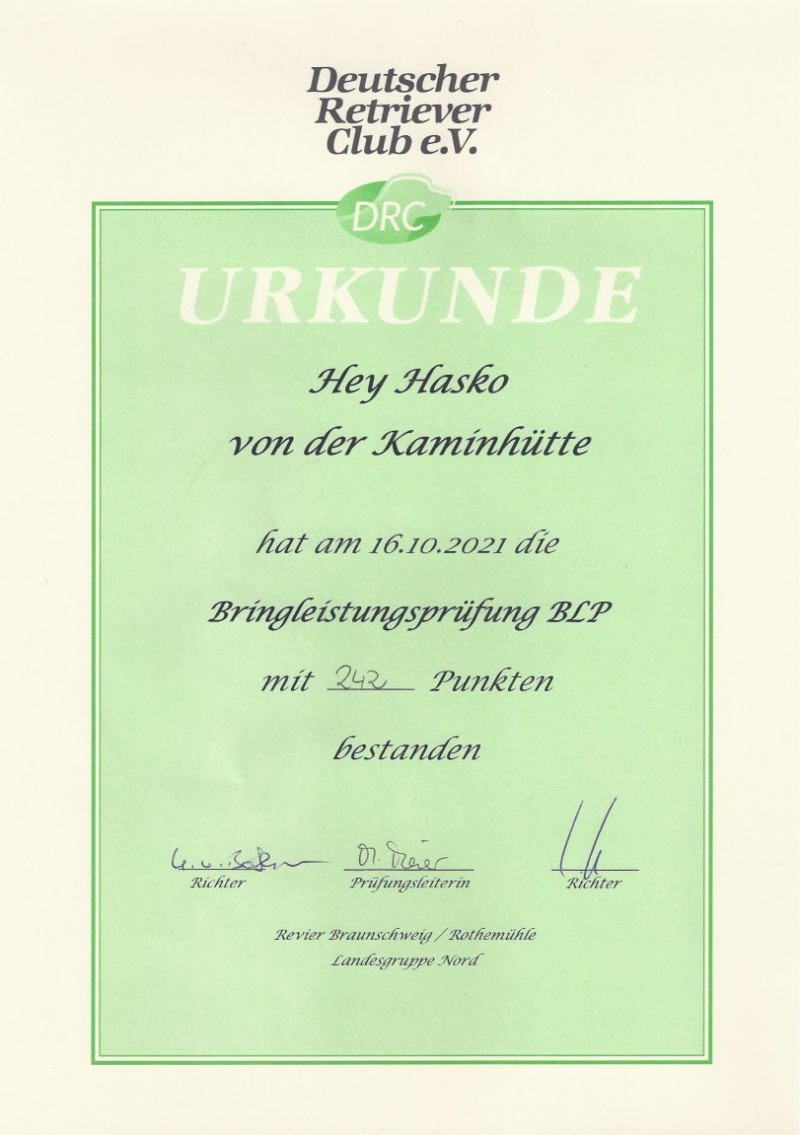 Deutscher
Retriever
Club e.V.
DRC
URKUNDE
Hey Hasko
von der Kaminhütte
hat am 16.10.2021 die
Bringleistungsprüfung BLP
mit 242 Punkten
bestanden
Richter Prüfungsleiterin Richter
Revier Braunschweig / Rothemühle
Landesgruppe Nord